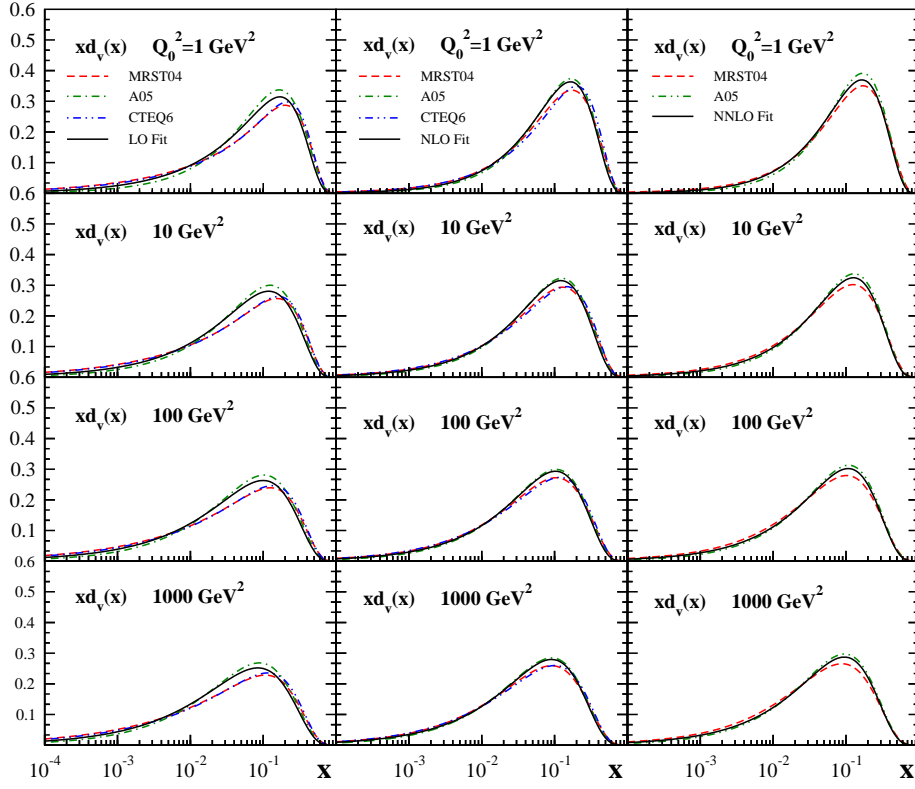 0.6
0.5
0.4
0.3
0.2
0.1
xd_v(x) Q_0^2=1 GeV^2
MRST04
A05
CTEQ6
LO Fit
xd_v(x) Q_0^2=1 GeV^2
MRST04
A05
CTEQ6
NLO Fit
xd_v(x) Q_0^2=1 GeV^2
MRST04
A05
NNLO Fit
0.6
0.5
0.4
0.3
0.2
0.1
xd_v(x) 10 GeV^2
xd_v(x) 10 GeV^2
xd_v(x) 10 GeV^2
0.6
0.5
0.4
0.3
0.2
0.1
xd_v(x) 100 GeV^2
xd_v(x) 100 GeV^2
xd_v(x) 100 GeV^2
0.6
0.5
0.4
0.3
0.2
0.1
xd_v(x) 1000 GeV^2
xd_v(x) 1000 GeV^2
xd_v(x) 1000 GeV^2
10^-4 10^-3 10^-2 10^-1 x 10^-3 10^-2 10^-1 x 10^-3 10^-2 10^-1 x